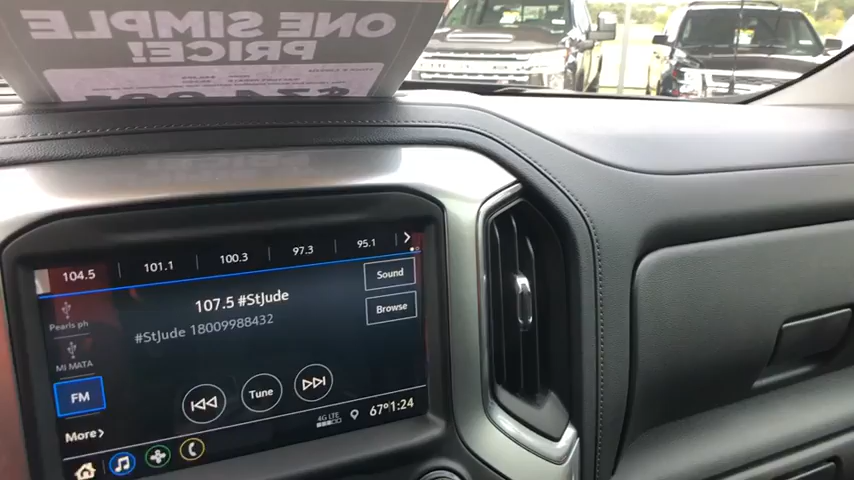 ONE SIMPLE
PRICE!
104.5 101.1 100.3 97.3 95.1
107.5 #StJude
#StJude 18009988432
Sound
Browse
Pearls ph
MI MATA
FM
More
Tune
4G LTE
67° 1:24